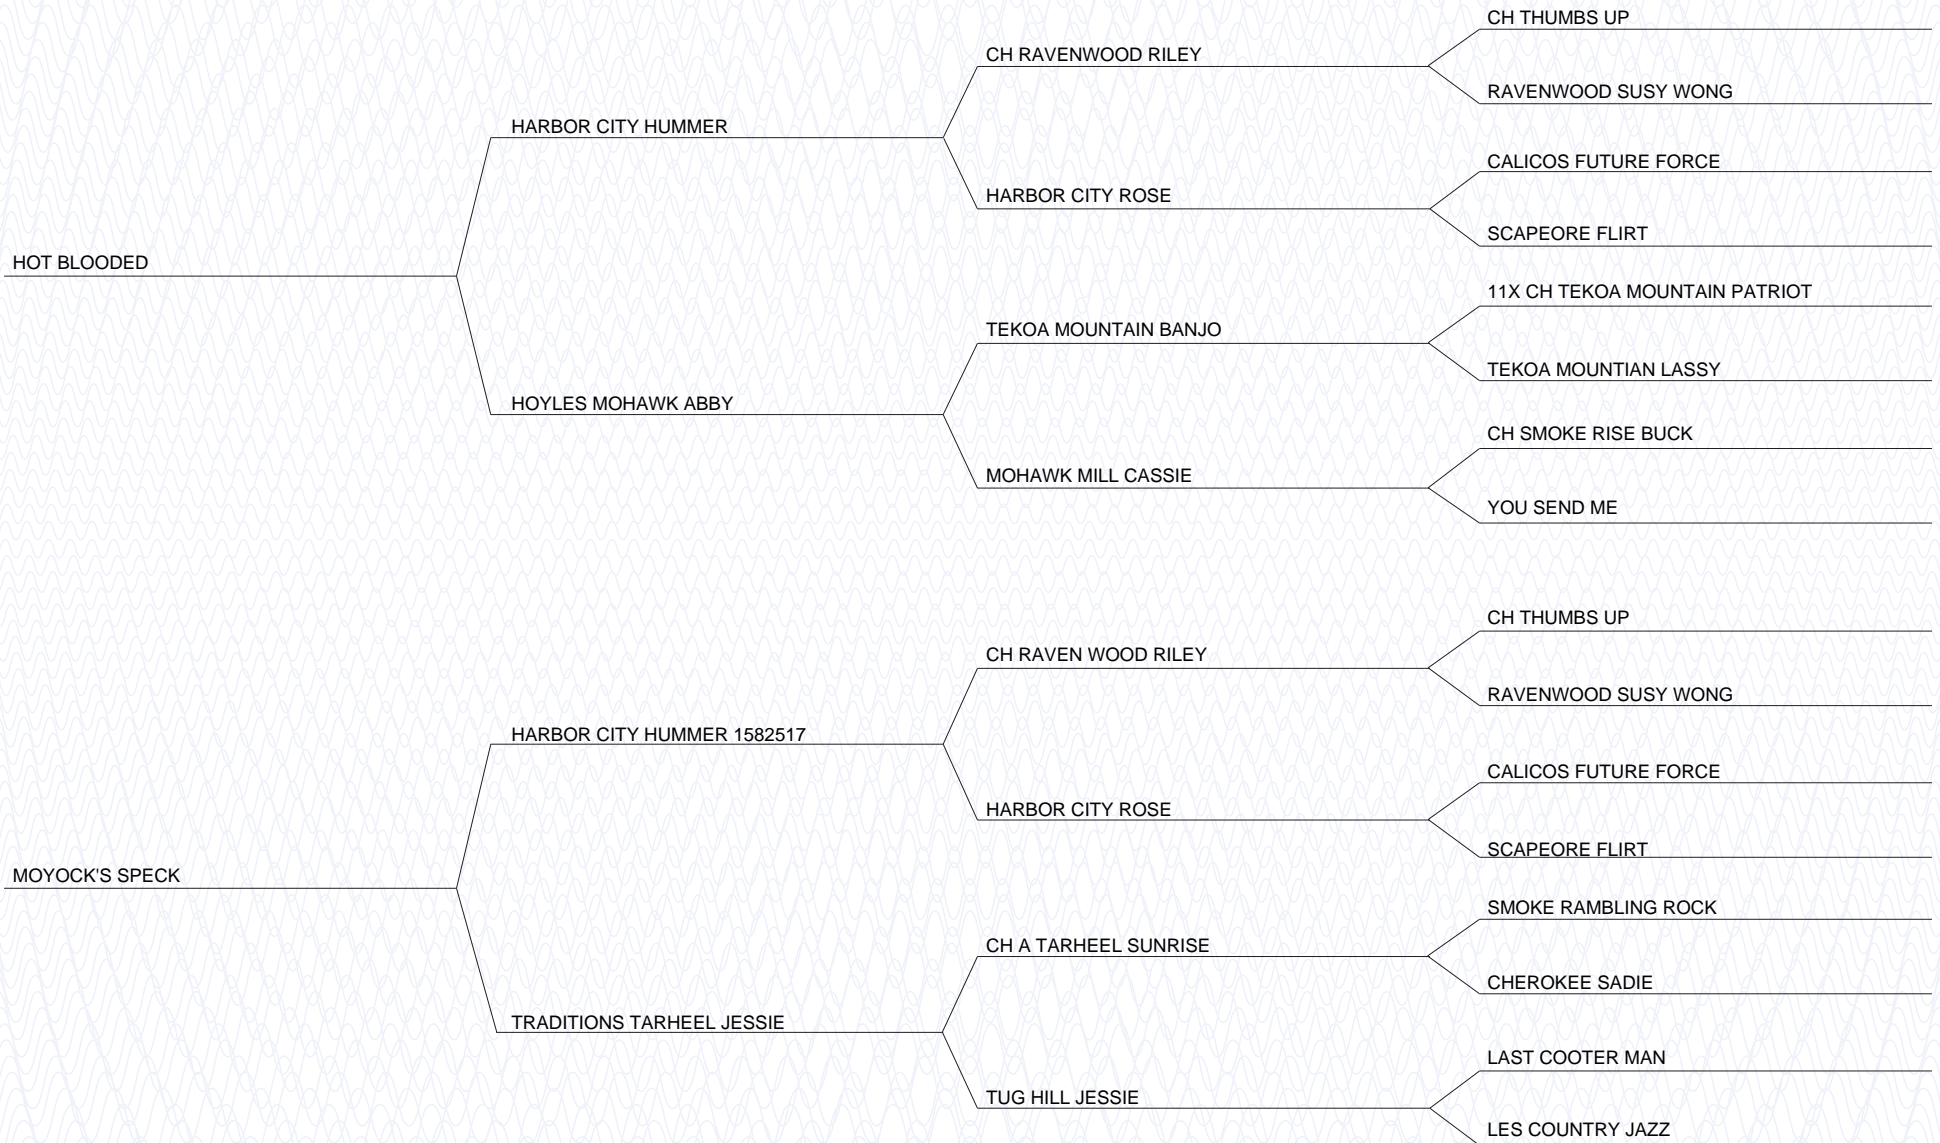 CH THUMBS UP
CH RAVENWOOD RILEY
RAVENWOOD SUSY WONG
HARBOR CITY HUMMER
CALICOS FUTURE FORCE
HARBOR CITY ROSE
SCAPEORE FLIRT
HOT BLOODED
11X CH TEKOA MOUNTAIN PATRIOT
TEKOA MOUNTAIN BANJO
TEKOA MOUNTIAN LASSY
HOYLES MOHAWK ABBY
CH SMOKE RISE BUCK
MOHAWK MILL CASSIE
YOU SEND ME
CH THUMBS UP
CH RAVEN WOOD RILEY
RAVENWOOD SUSY WONG
HARBOR CITY HUMMER 1582517
CALICOS FUTURE FORCE
HARBOR CITY ROSE
SCAPEORE FLIRT
MOYOCK'S SPECK
SMOKE RAMBLING ROCK
CH A TARHEEL SUNRISE
CHEROKEE SADIE
TRADITIONS TARHEEL JESSIE
LAST COOTER MAN
TUG HILL JESSIE
LES COUNTRY JAZZ